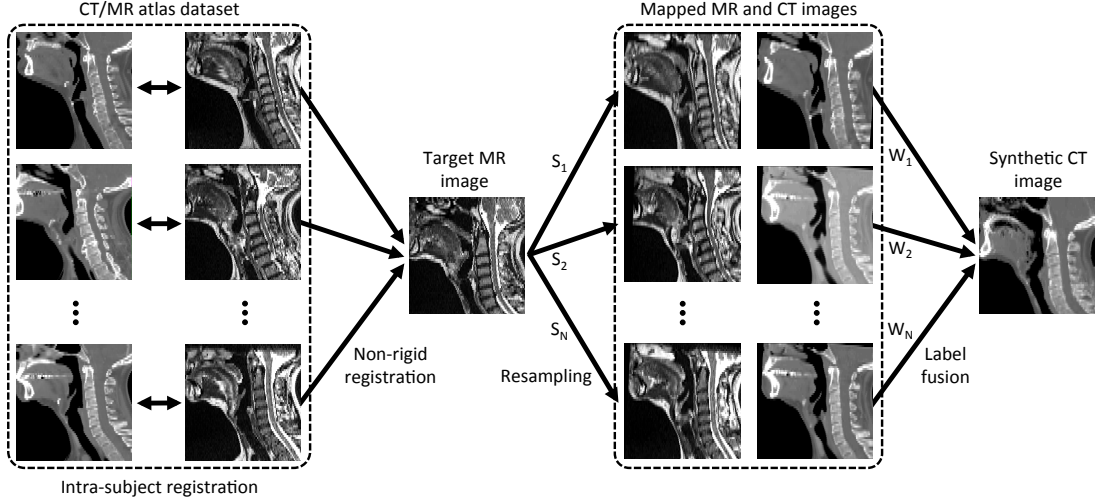 CT/MR atlas dataset
Mapped MR and CT images
Target MR
image
S1
S2
SN
W1
W2
WN
Synthetic CT
image
Non-rigid
registration
Resampling
Label
fusion
Intra-subject registration